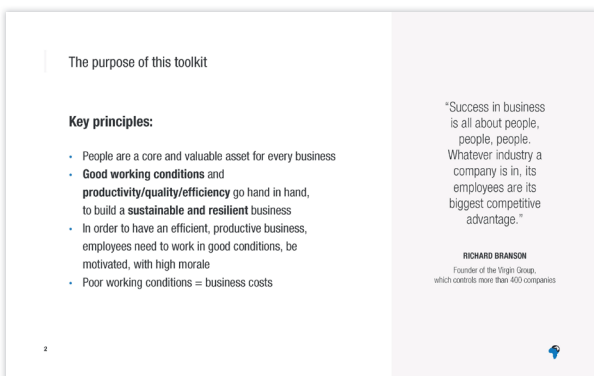 The purpose of this toolkit
Key principles:
• People are a core and valuable asset for every business
• Good working conditions and
productivity/quality/efficiency go hand in hand,
to build a sustainable and resilient business
• In order to have an efficient, productive business,
employees need to work in good conditions, be
motivated, with high morale
• Poor working conditions = business costs
“Success in business
is all about people,
people, people.
Whatever industry a
company is in, its
employees are its
biggest competitive
advantage.”
RICHARD BRANSON
Founder of the Virgin Group,
which controls more than 400 companies
2